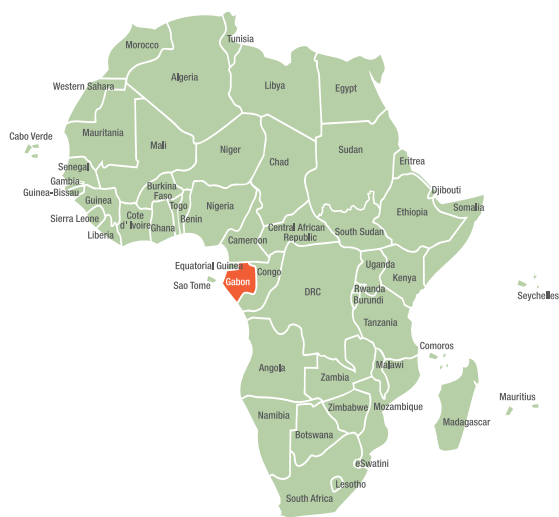 Tunisia
Morocco
Algeria
Libya
Egypt
Western Sahara
Cabo Verde
Mauritania
Mali
Niger
Chad
Sudan
Eritrea
Senegal
Gambia
Guinea-Bissau
Guinea
Burkina
Faso
Djibouti
Somalia
Sierra Leone
Liberia
Cote
d' Ivoire
Ghana
Togo
Benin
Nigeria
Ethiopia
Central African
Republic
South Sudan
Cameroon
Equatorial Guinea
Sao Tome
Gabon
Congo
DRC
Uganda
Kenya
Rwanda
Burundi
Seychelles
Tanzania
Comoros
Angola
Zambia
Malawi
Mozambique
Mauritius
Madagascar
Namibia
Zimbabwe
Botswana
eSwatini
Lesotho
South Africa